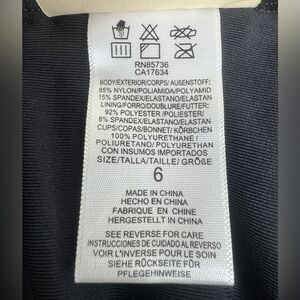 RN85736
CA17634
BODY/EXTERIOR/CORPS/ AUßENSTOFF:
85% NYLON/POLIAMIDA/POLYAMID
15% SPANDEX/ELASTANO/ELASTAN
LINING/FORRO/DOUBLURE/FUTTER:
92% POLYESTER /POLIESTER/
8% SPANDEX/ELASTANO/ELASTAN
CUPS/COPAS/BONNET/ KÖRBCHEN
100% POLYURETHANE /
POLIURETANO/ POLYURETHAN
CON INSUMOS IMPORTADOS
SIZE/TALLA/TAILLE/ GRÖßE
6
MADE IN CHINA
HECHO EN CHINA
FABRIQUE EN CHINE
HERGESTELLT IN CHINA
SEE REVERSE FOR CARE
INSTRUCCIONES DE CUIDADO AL REVERSO
VOIR L'INVERSE POUR LE SOIN
SIEHE RÜCKSEITE FÜR
PFLEGEHINWEISE